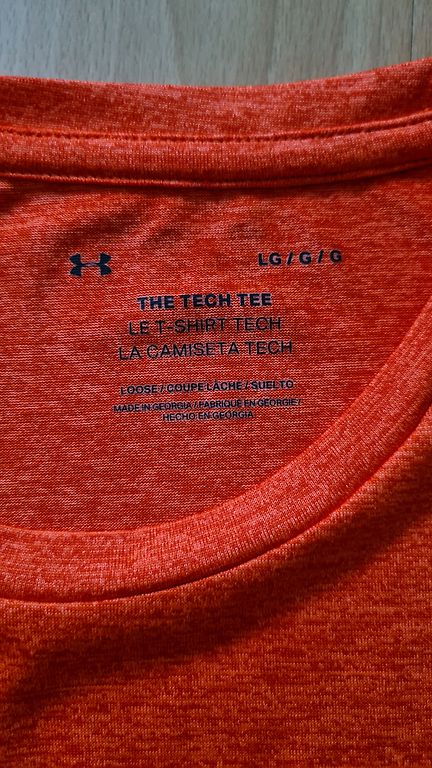 LG / G / G
THE TECH TEE
LE T-SHIRT TECH
LA CAMISETA TECH
LOOSE / COUPE LÂCHE / SUELTO
MADE IN GEORGIA / FABRIQUÉ EN GÉORGIE /
HECHO EN GEORGIA